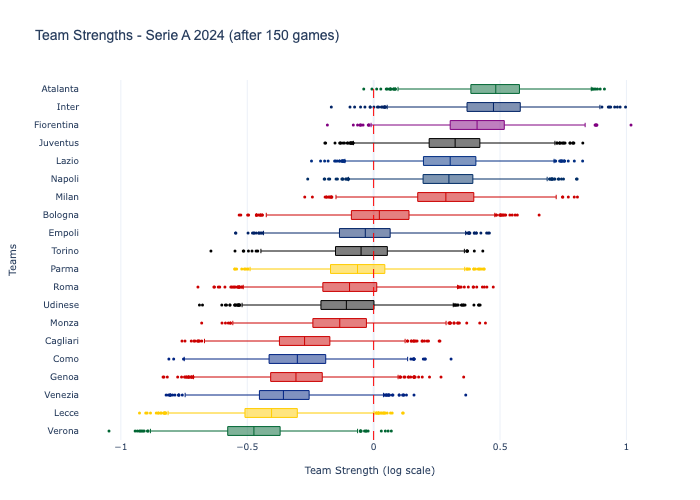 Team Strengths - Serie A 2024 (after 150 games)
Atalanta
Inter
Fiorentina
Juventus
Lazio
Napoli
Milan
Bologna
Empoli
Torino
Parma
Roma
Udinese
Monza
Cagliari
Como
Genoa
Venezia
Lecce
Verona
Teams
−1 −0.5 0 0.5 1
Team Strength (log scale)